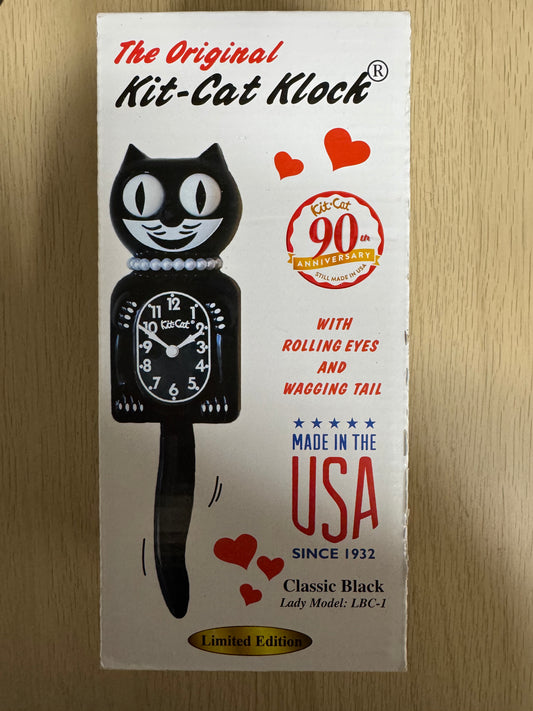 The Original
Kit-Cat Klock®
Kit·Cat
90th
ANNIVERSARY
STILL MADE IN USA
12
11 1
10 Kit-Cat® 2
9 3
8 4
7 5
6
WITH
ROLLING EYES
AND
WAGGING TAIL
MADE IN THE
USA
SINCE 1932
Classic Black
Lady Model: LBC-1
Limited Edition